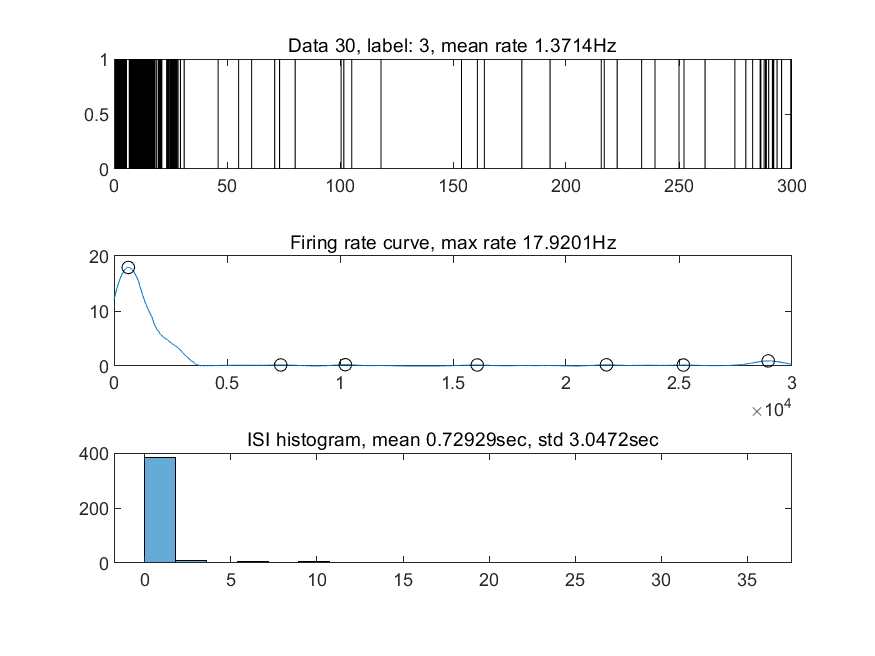 Data 30, label: 3, mean rate 1.3714Hz
1
0.5
0
0 50 100 150 200 250 300
Firing rate curve, max rate 17.9201Hz
20
10
0
0 0.5 1 1.5 2 2.5 3
×10⁴
ISI histogram, mean 0.72929sec, std 3.0472sec
400
200
0
0 5 10 15 20 25 30 35